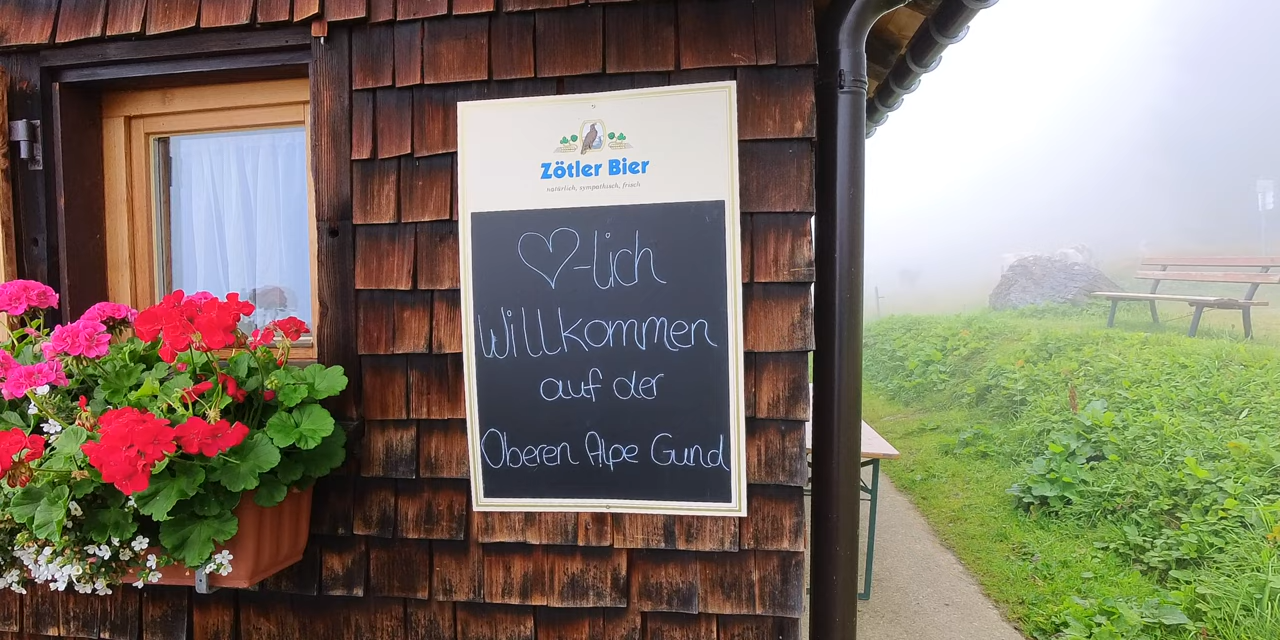 Zötler Bier
natürlich, sympathisch, frisch
♡-lich
Willkommen
auf der
Oberen Alpe Gund